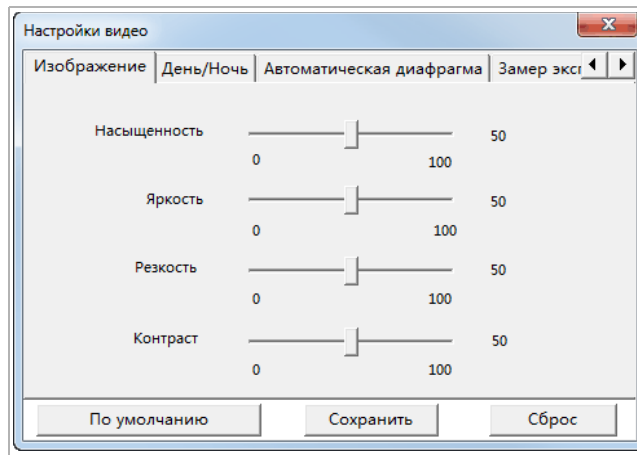 Настройки видео
Изображение День/Ночь Автоматическая диафрагма Замер
Насыщенность 50
0 100
Яркость 50
0 100
Резкость 50
0 100
Контраст 50
0 100
По умолчанию Сохранить Сброс